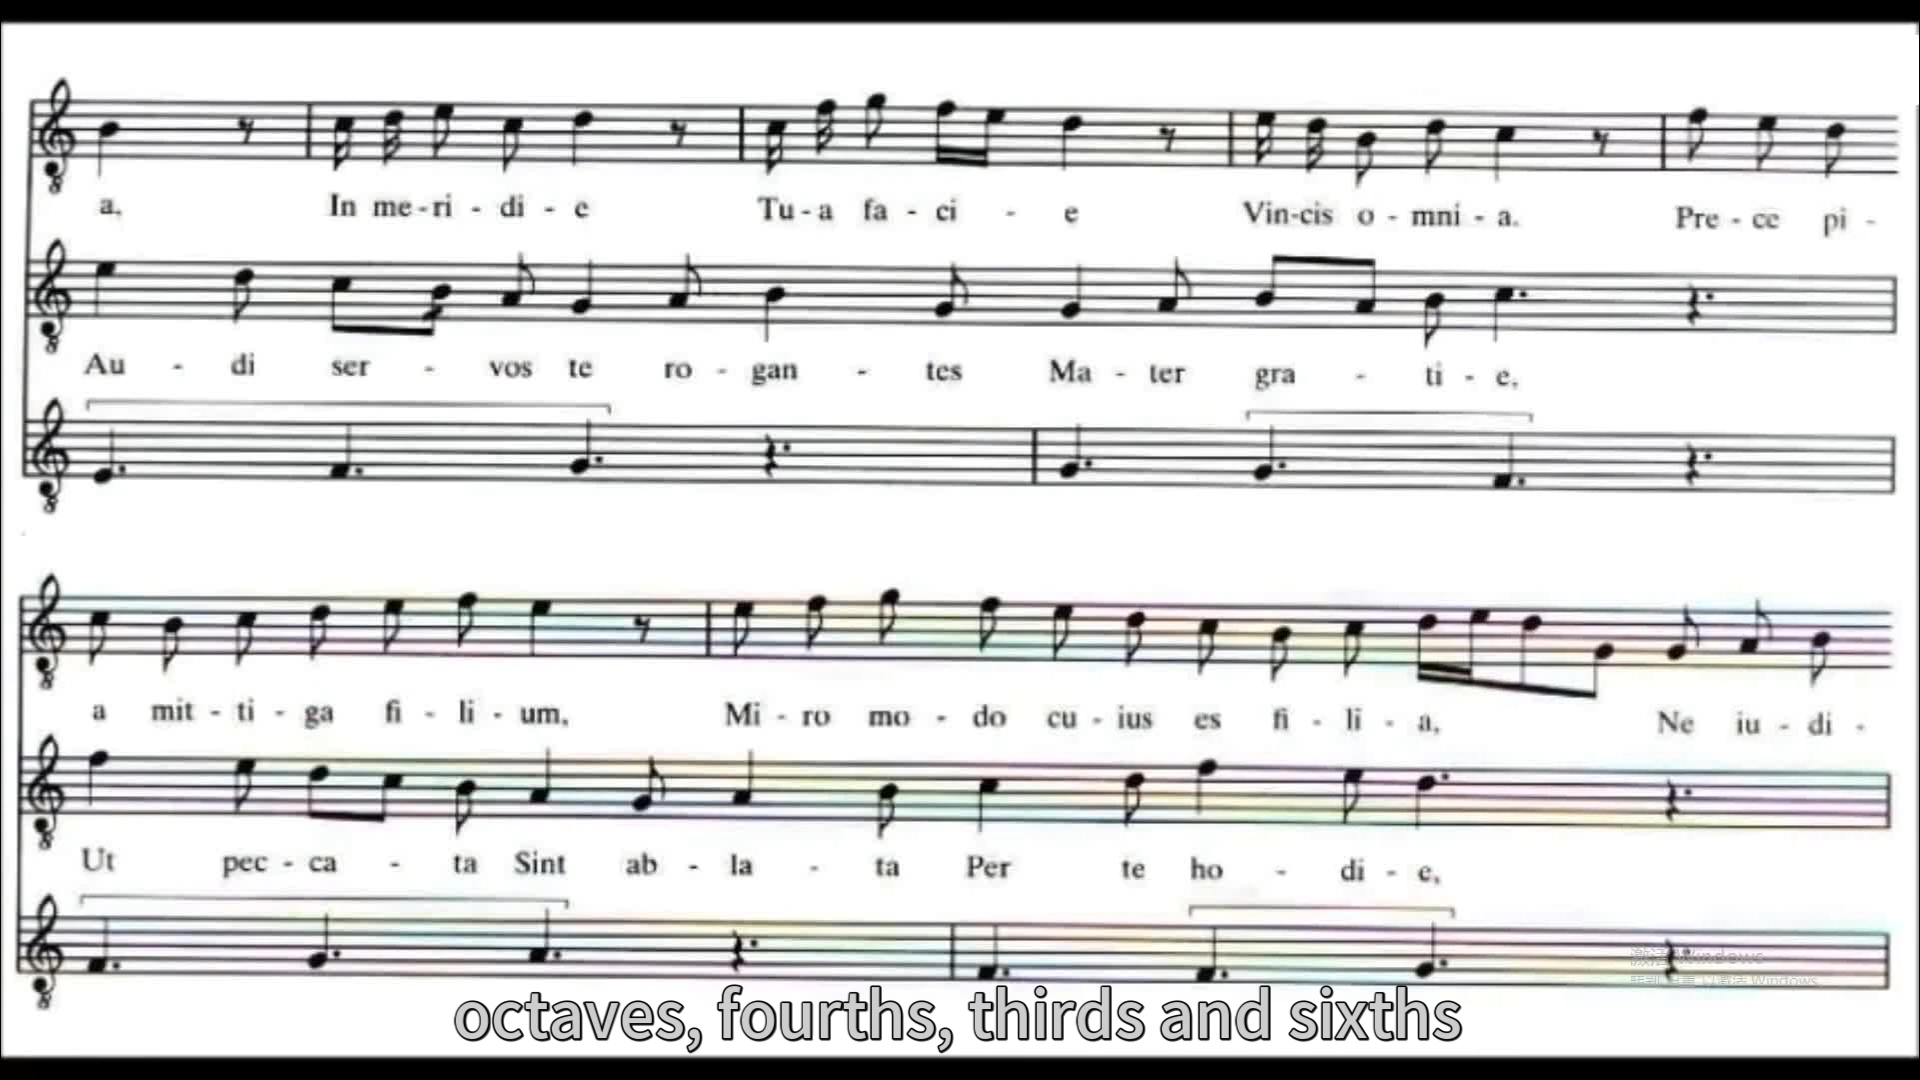 a, In me - ri - di - e Tu - a fa - ci - e Vin - cis o - mni - a. Pre - ce pi -
Au - di ser - vos te ro - gan - tes Ma - ter gra - ti - e,
a mit - ti - ga fi - li - um, Mi - ro mo - do cu - ius es fi - li - a, Ne iu - di -
Ut pec - ca - ta Sint ab - la - ta Per te ho - di - e,
激活 Windows
octaves, fourths, thirds and sixths